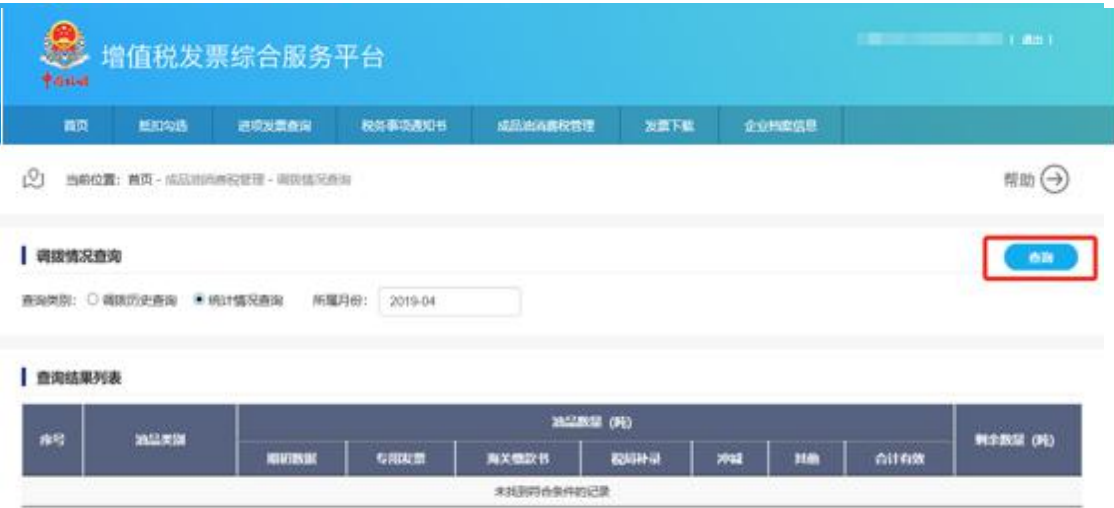 增值税发票综合服务平台
| 退出 |
首页 抵扣勾选 进项发票查询 税务事项通知书 成品油消费税管理 发票下载 企业档案信息
当前位置：首页 - 成品油消费税管理 - 调拨情况查询 帮助
调拨情况查询 查询
查询类别： 调拨历史查询 统计情况查询 所属月份： 2019-04
查询结果列表
序号 油品类别 油品数量 (吨) 剩余数量 (吨)
期初数据 专用发票 海关缴款书 税局补录 冲减 其他 合计有效
未找到符合条件的记录